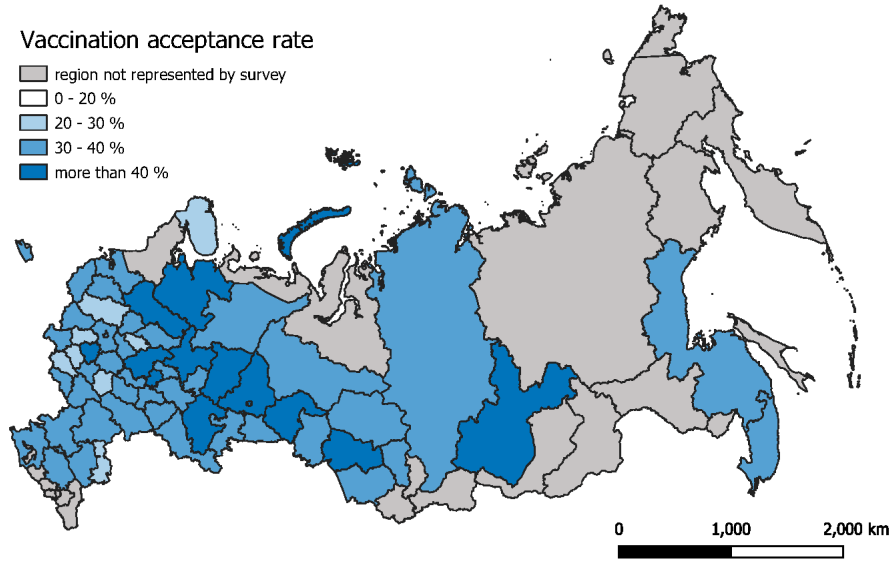 Vaccination acceptance rate
region not represented by survey
0 - 20 %
20 - 30 %
30 - 40 %
more than 40 %
0 1,000 2,000 km